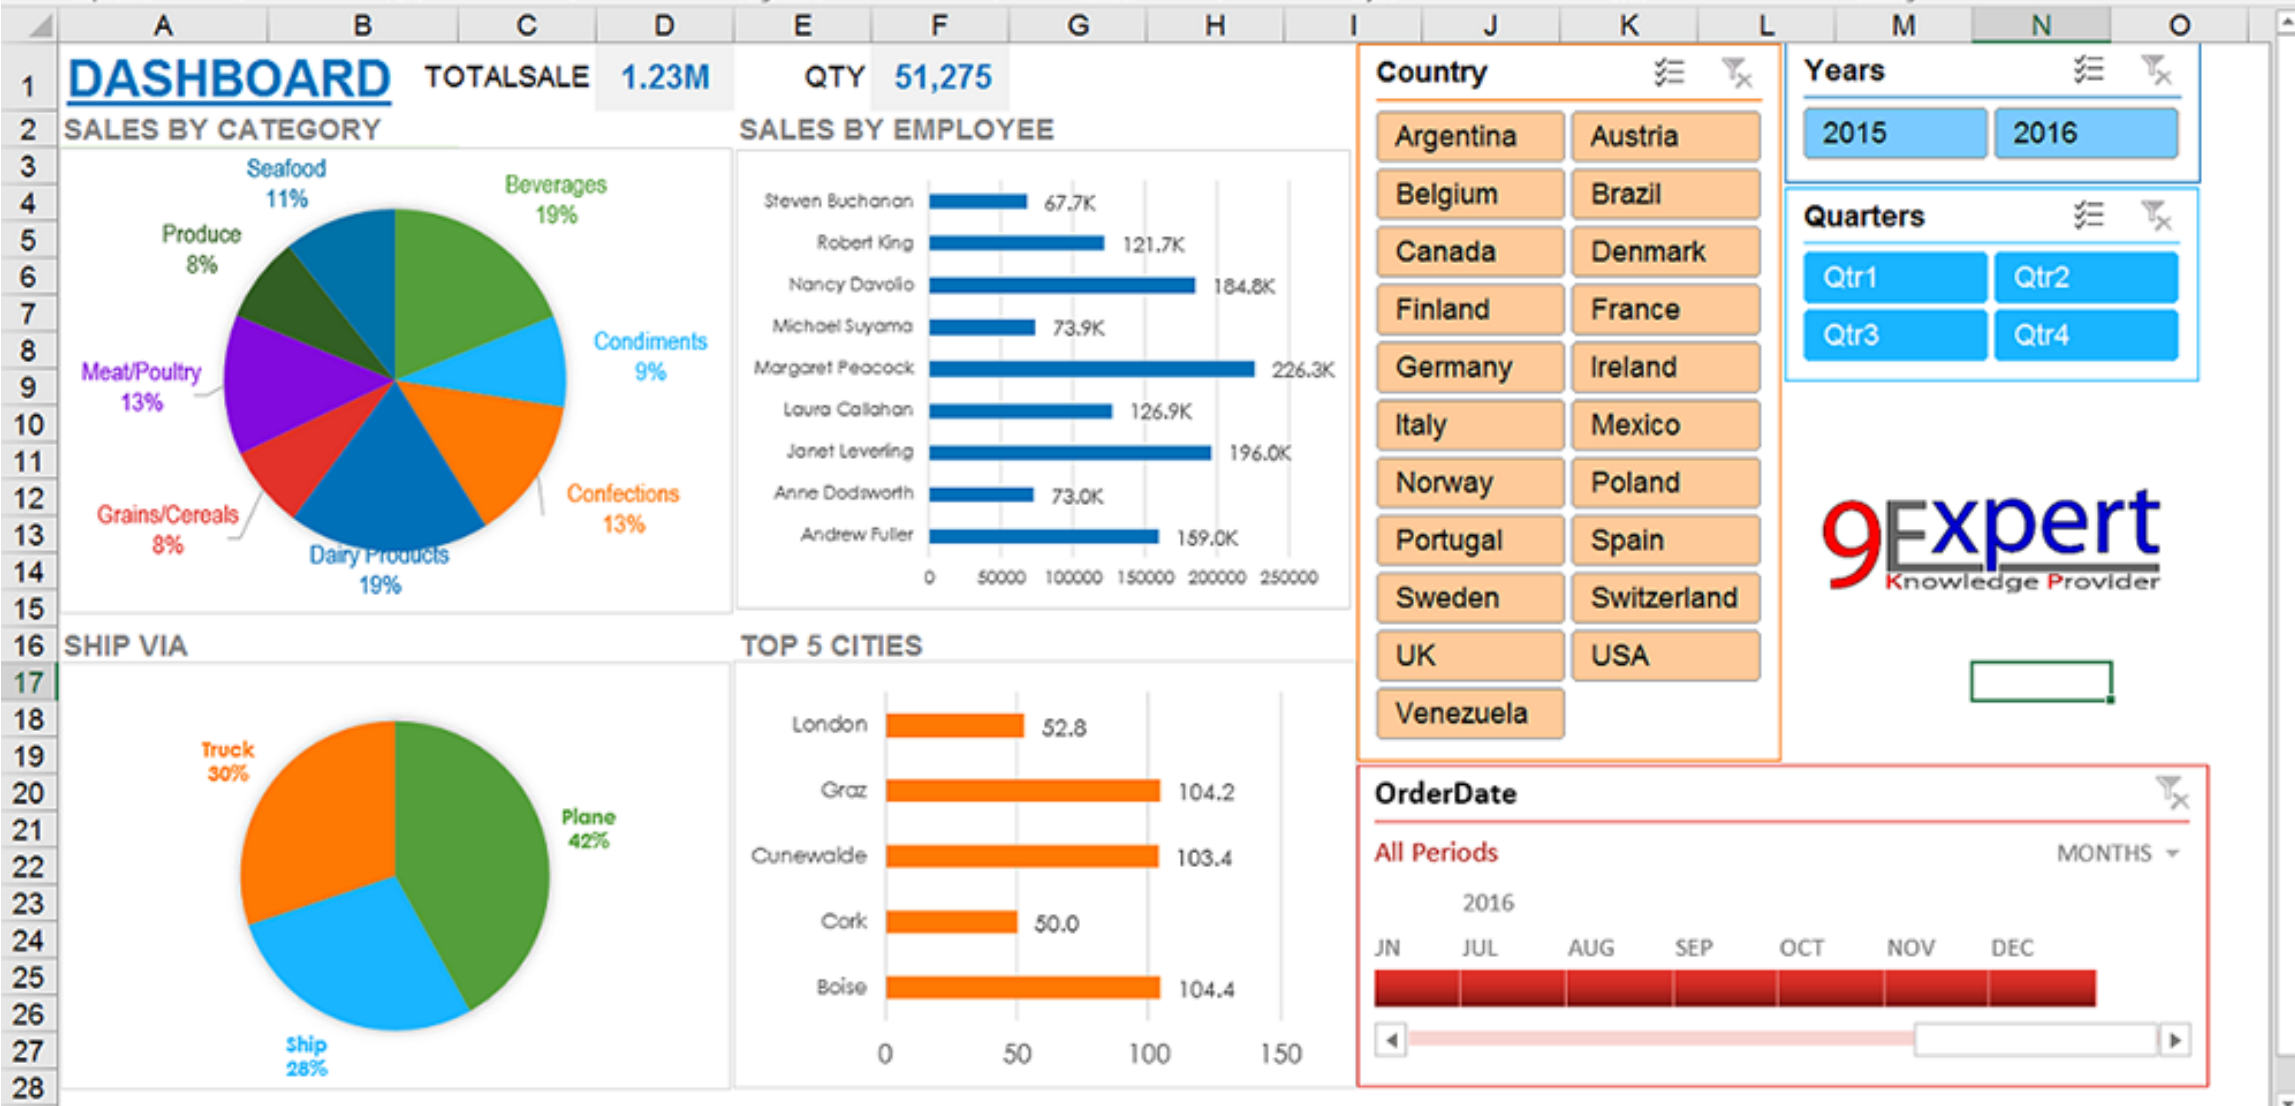 A B C D E F G H I J K L M N O
1 DASHBOARD TOTALSALE 1.23M QTY 51,275
2 SALES BY CATEGORY
3
4
5
6
7
8
9
10
11
12
13
14
15
16
17
18
19
20
21
22
23
24
25
26
27
28
Seafood
11%
Beverages
19%
Produce
8%
Condiments
9%
Meat/Poultry
13%
Confections
13%
Grains/Cereals
8%
Dairy Products
19%
SALES BY EMPLOYEE
Steven Buchanan 67.7K
Robert King 121.7K
Nancy Davolio 184.8K
Michael Suyama 73.9K
Margaret Peacock 226.3K
Laura Callahan 126.9K
Janet Leverling 196.0K
Anne Dodsworth 73.0K
Andrew Fuller 159.0K
0 50000 100000 150000 200000 250000
SHIP VIA
Truck
30%
Plane
42%
Ship
28%
TOP 5 CITIES
London 52.8
Graz 104.2
Cunewalde 103.4
Cork 50.0
Boise 104.4
0 50 100 150
Country
Argentina Austria
Belgium Brazil
Canada Denmark
Finland France
Germany Ireland
Italy Mexico
Norway Poland
Portugal Spain
Sweden Switzerland
UK USA
Venezuela
Years
2015 2016
Quarters
Qtr1 Qtr2
Qtr3 Qtr4
9Expert
Knowledge Provider
OrderDate
All Periods MONTHS
2016
JN JUL AUG SEP OCT NOV DEC